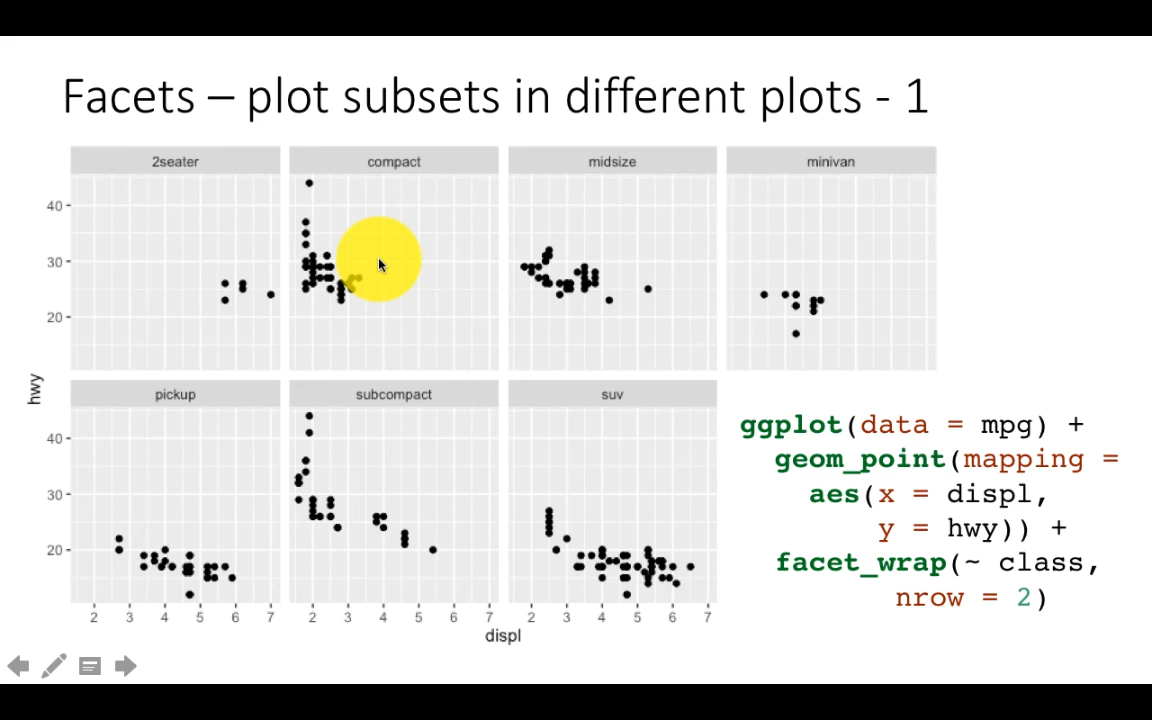 Facets – plot subsets in different plots - 1
2seater
compact
midsize
minivan
40
30
20
hwy
pickup
subcompact
suv
40
30
20
2 3 4 5 6 7
2 3 4 5 6 7
2 3 4 5 6 7
displ
ggplot(data = mpg) +
geom_point(mapping =
aes(x = displ,
y = hwy)) +
facet_wrap(~ class,
nrow = 2)